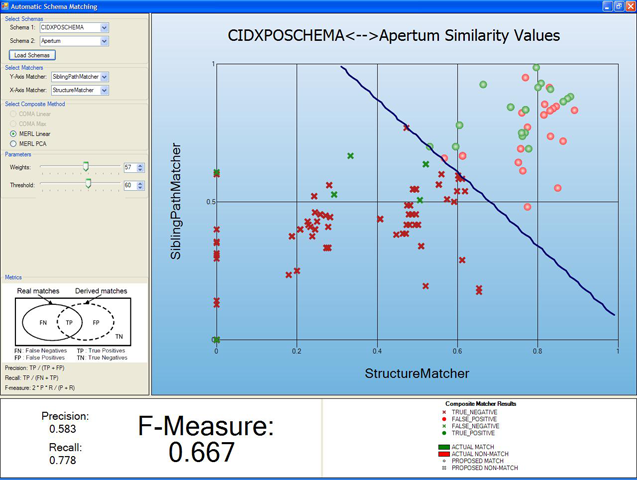 Automatic Schema Matching
Select Schemas
Schema 1: CIDXPOSCHEMA
Schema 2: Apertum
Load Schemas
Select Matchers
Y-Axis Matcher: SiblingPathMatcher
X-Axis Matcher: StructureMatcher
Select Composite Method
COMA Linear
COMA Max
MERL Linear
MERL PCA
Parameters
Weights: 57
Threshold: 60
Metrics
Real matches Derived matches
FN TP FP TN
FN: False Negatives TP : True Positives
FP : False Positives TN : True Negatives
Precision: TP / (TP + FP)
Recall: TP / (FN + TP)
F-measure: 2 * P * R / (P + R)
CIDXPOSCHEMA<-->Apertum Similarity Values
SiblingPathMatcher
1
0.5
0
0 0.2 0.4 0.6 0.8 1
StructureMatcher
Precision:
0.583
Recall:
0.778
F-Measure:
0.667
Composite Matcher Results
TRUE_NEGATIVE
FALSE_POSITIVE
FALSE_NEGATIVE
TRUE_POSITIVE
ACTUAL MATCH
ACTUAL NON-MATCH
PROPOSED MATCH
PROPOSED NON-MATCH